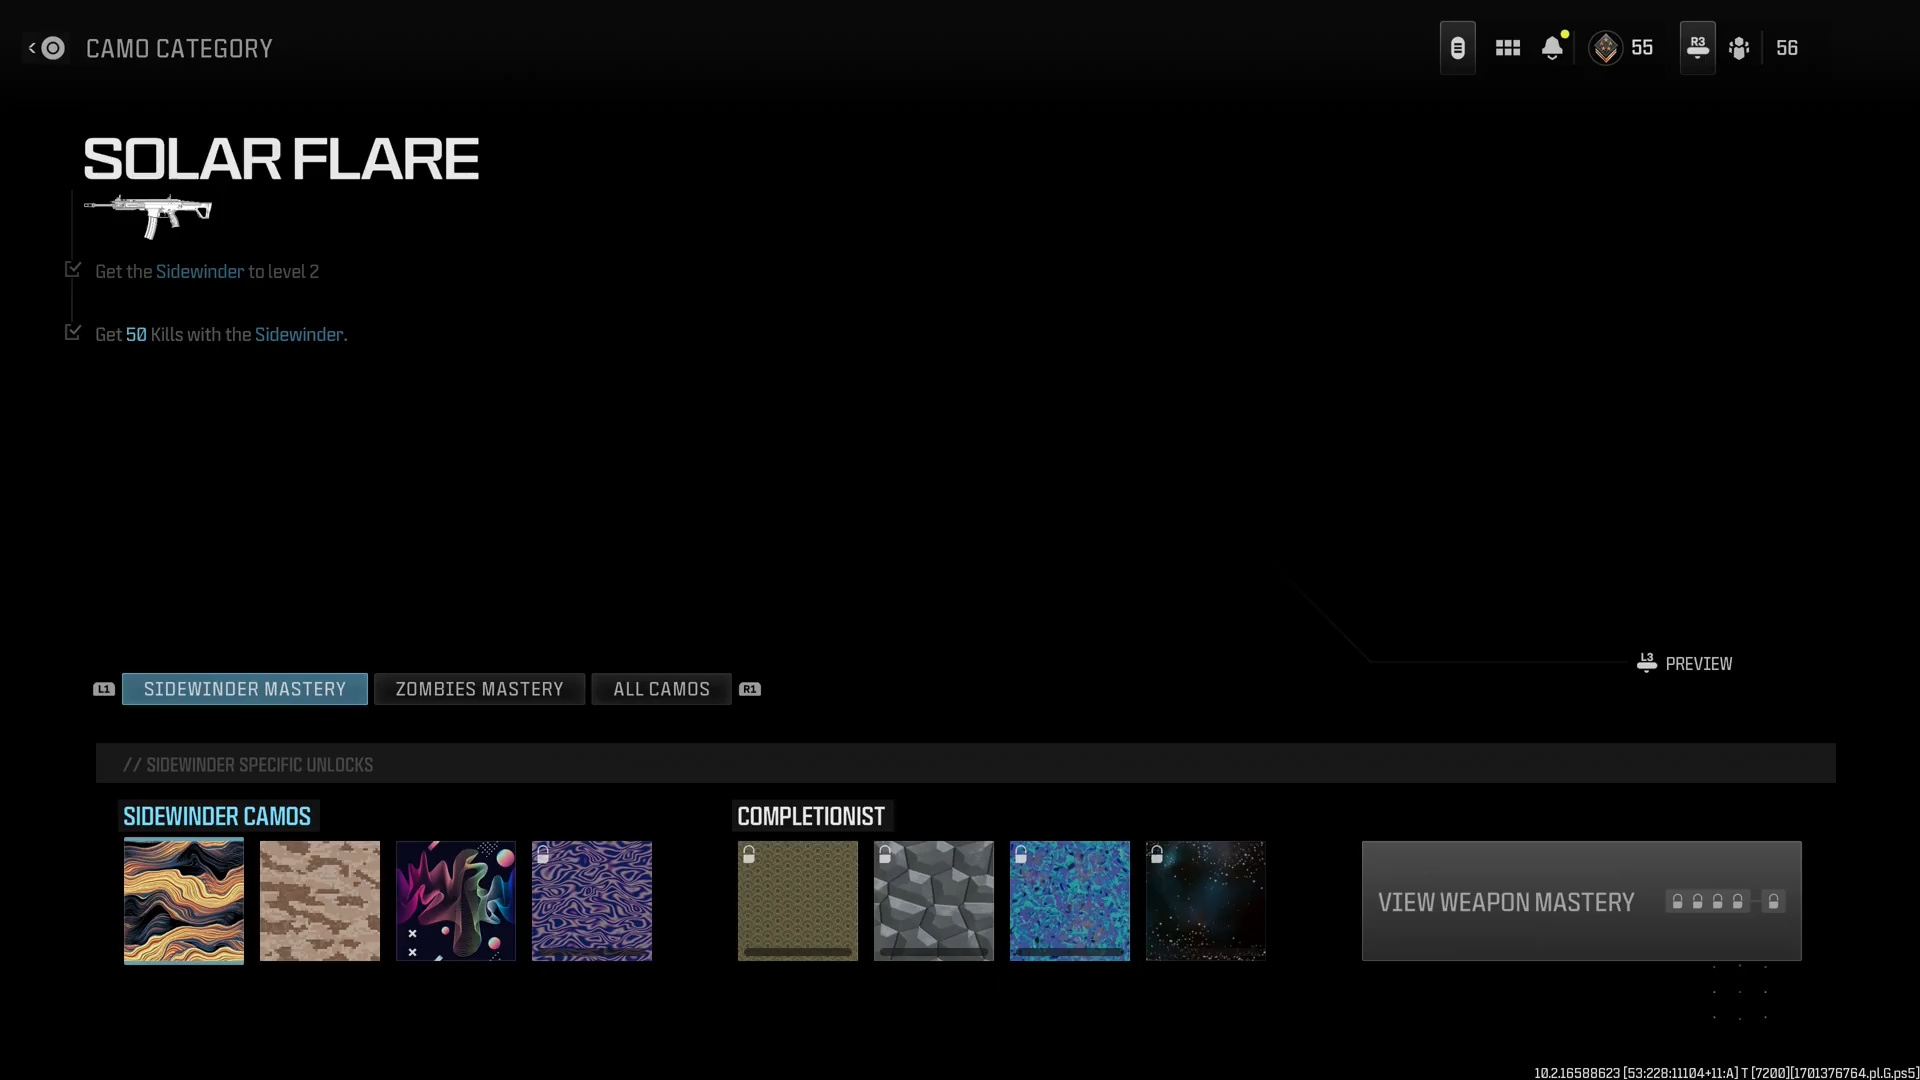 CAMO CATEGORY
55
R3
56
SOLAR FLARE
Get the Sidewinder to level 2
Get 50 Kills with the Sidewinder.
L3 PREVIEW
L1 SIDEWINDER MASTERY ZOMBIES MASTERY ALL CAMOS R1
// SIDEWINDER SPECIFIC UNLOCKS
SIDEWINDER CAMOS
COMPLETIONIST
VIEW WEAPON MASTERY
10.2.16588623 [53:228:11104+11:A] T [7200][1701376764.pl.G.ps5]